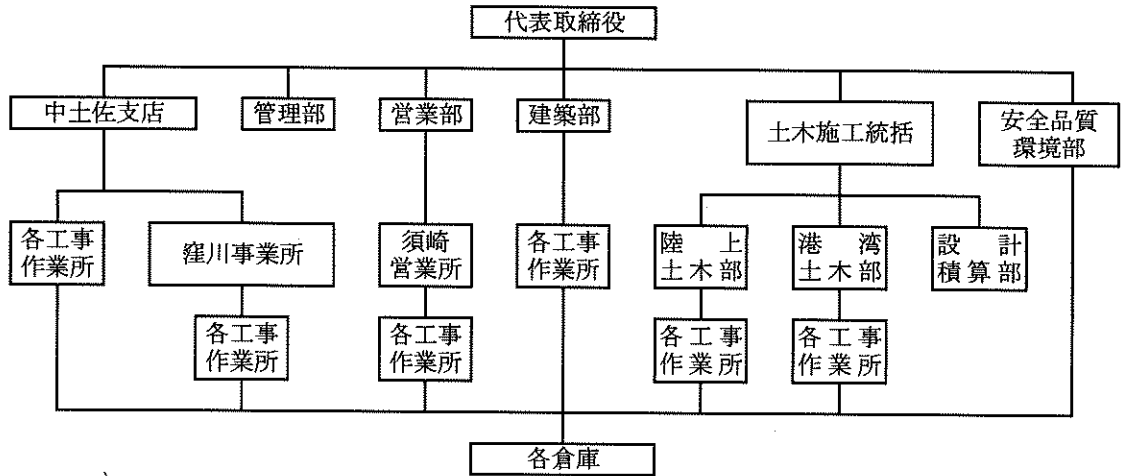 代表取締役
中土佐支店
管理部
営業部
建築部
土木施工統括
安全品質
環境部
各工事
作業所
窪川事業所
須崎
営業所
各工事
作業所
陸上
土木部
港湾
土木部
設計
積算部
各工事
作業所
各工事
作業所
各工事
作業所
各工事
作業所
各倉庫